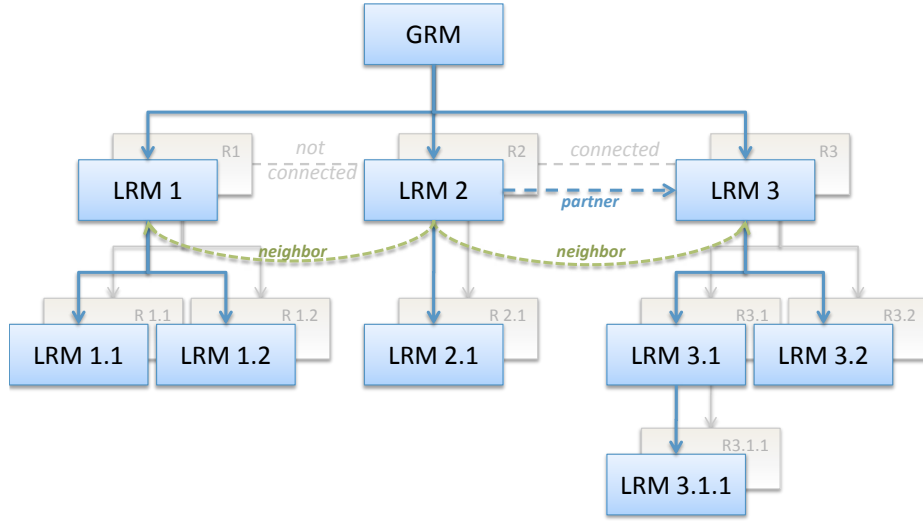 GRM
R1
not
connected
R2
connected
R3
LRM 1
LRM 2
partner
LRM 3
neighbor
neighbor
R 1.1
R 1.2
R 2.1
R3.1
R3.2
LRM 1.1
LRM 1.2
LRM 2.1
LRM 3.1
LRM 3.2
R3.1.1
LRM 3.1.1